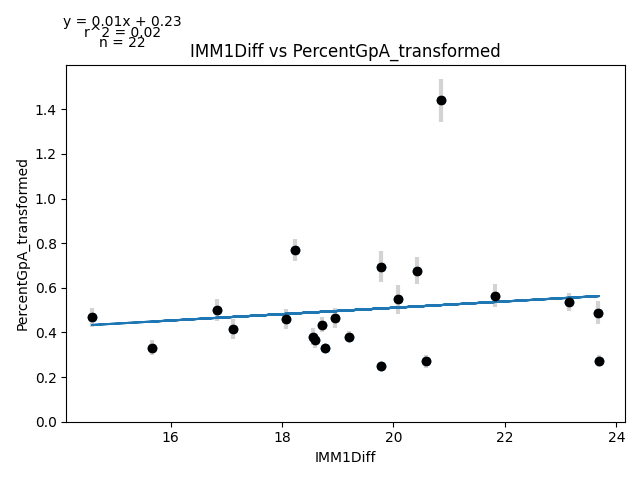 y = 0.01x + 0.23
r^2 = 0.02
n = 22
IMM1Diff vs PercentGpA_transformed
PercentGpA_transformed
1.4
1.2
1.0
0.8
0.6
0.4
0.2
0.0
16 18 20 22 24
IMM1Diff